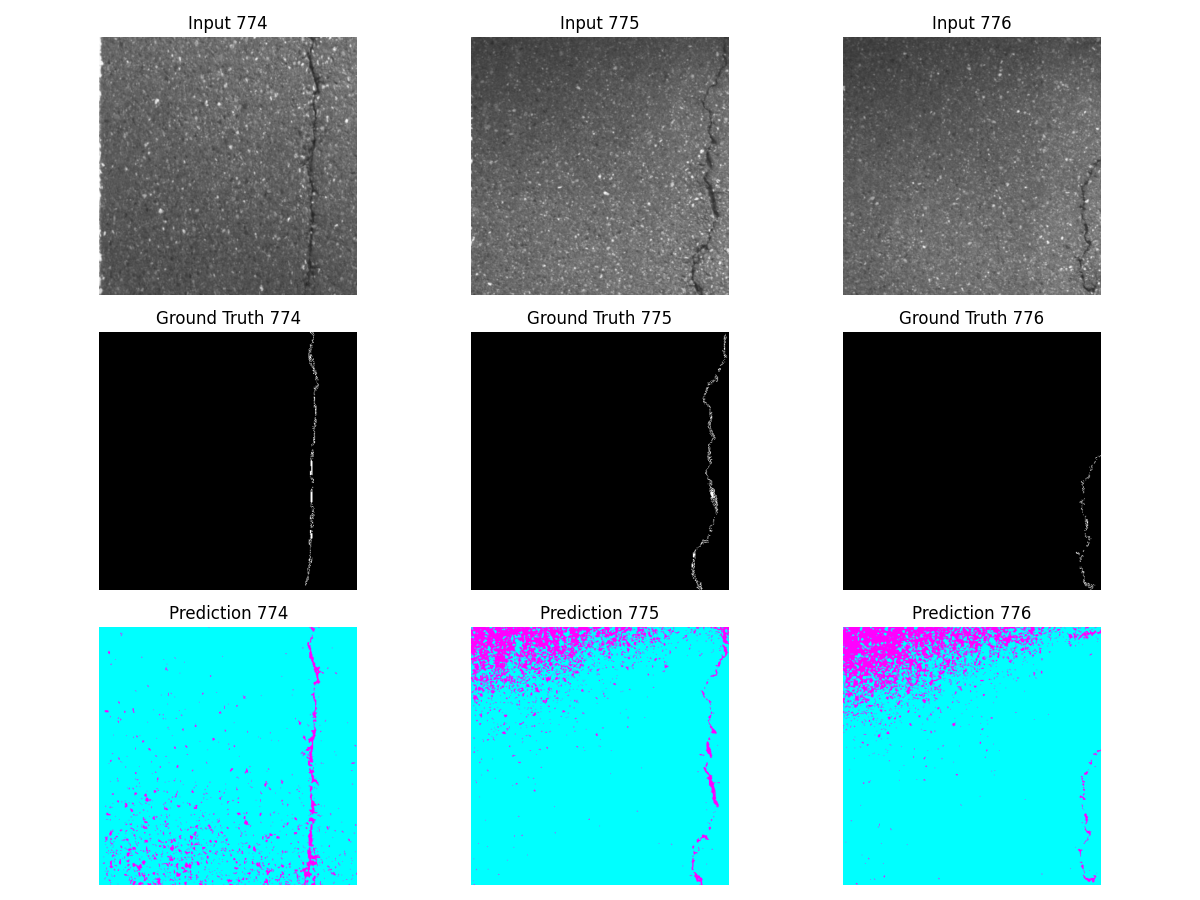 Input 774
Input 775
Input 776
Ground Truth 774
Ground Truth 775
Ground Truth 776
Prediction 774
Prediction 775
Prediction 776